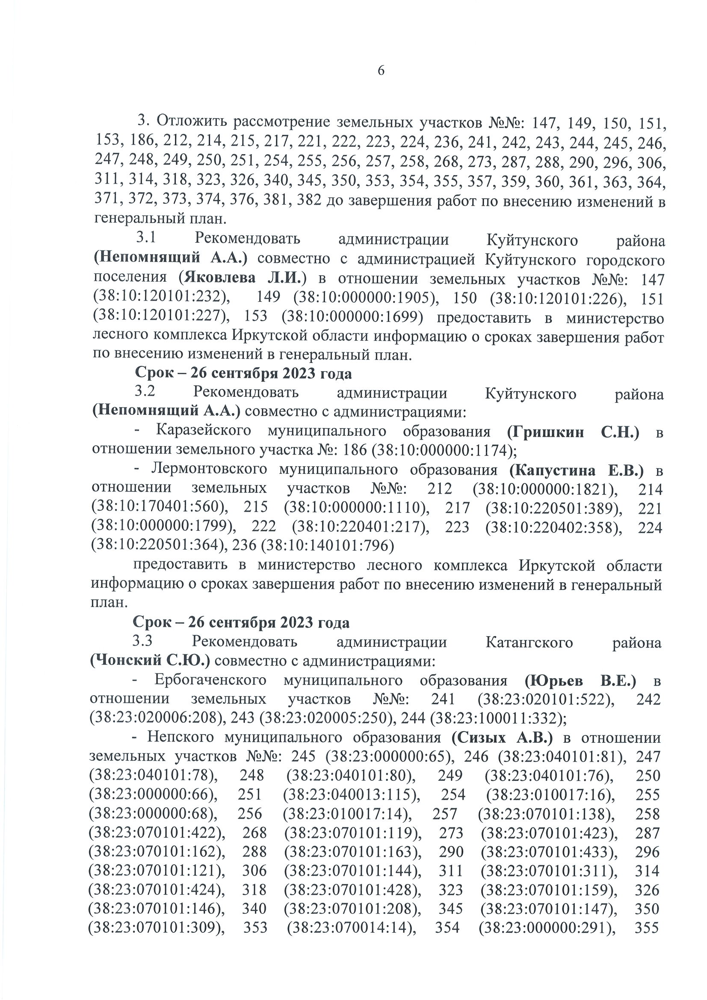 6
3. Отложить рассмотрение земельных участков №№: 147, 149, 150, 151,
153, 186, 212, 214, 215, 217, 221, 222, 223, 224, 236, 241, 242, 243, 244, 245, 246,
247, 248, 249, 250, 251, 254, 255, 256, 257, 258, 268, 273, 287, 288, 290, 296, 306,
311, 314, 318, 323, 326, 340, 345, 350, 353, 354, 355, 357, 359, 360, 361, 363, 364,
371, 372, 373, 374, 376, 381, 382 до завершения работ по внесению изменений в
генеральный план.
3.1 Рекомендовать администрации Куйтунского района
(Непомнящий А.А.) совместно с администрацией Куйтунского городского
поселения (Яковлева Л.И.) в отношении земельных участков №№: 147
(38:10:120101:232), 149 (38:10:000000:1905), 150 (38:10:120101:226), 151
(38:10:120101:227), 153 (38:10:000000:1699) предоставить в министерство
лесного комплекса Иркутской области информацию о сроках завершения работ
по внесению изменений в генеральный план.
Срок – 26 сентября 2023 года
3.2 Рекомендовать администрации Куйтунского района
(Непомнящий А.А.) совместно с администрациями:
- Каразейского муниципального образования (Гришкин С.Н.) в
отношении земельного участка №: 186 (38:10:000000:1174);
- Лермонтовского муниципального образования (Капустина Е.В.) в
отношении земельных участков №№: 212 (38:10:000000:1821), 214
(38:10:170401:560), 215 (38:10:000000:1110), 217 (38:10:220501:389), 221
(38:10:000000:1799), 222 (38:10:220401:217), 223 (38:10:220402:358), 224
(38:10:220501:364), 236 (38:10:140101:796)
предоставить в министерство лесного комплекса Иркутской области
информацию о сроках завершения работ по внесению изменений в генеральный
план.
Срок – 26 сентября 2023 года
3.3 Рекомендовать администрации Катангского района
(Чонский С.Ю.) совместно с администрациями:
- Ербогаченского муниципального образования (Юрьев В.Е.) в
отношении земельных участков №№: 241 (38:23:020101:522), 242
(38:23:020006:208), 243 (38:23:020005:250), 244 (38:23:100011:332);
- Непского муниципального образования (Сизых А.В.) в отношении
земельных участков №№: 245 (38:23:000000:65), 246 (38:23:040101:81), 247
(38:23:040101:78), 248 (38:23:040101:80), 249 (38:23:040101:76), 250
(38:23:000000:66), 251 (38:23:040013:115), 254 (38:23:010017:16), 255
(38:23:000000:68), 256 (38:23:010017:14), 257 (38:23:070101:138), 258
(38:23:070101:422), 268 (38:23:070101:119), 273 (38:23:070101:423), 287
(38:23:070101:162), 288 (38:23:070101:163), 290 (38:23:070101:433), 296
(38:23:070101:121), 306 (38:23:070101:144), 311 (38:23:070101:311), 314
(38:23:070101:424), 318 (38:23:070101:428), 323 (38:23:070101:159), 326
(38:23:070101:146), 340 (38:23:070101:208), 345 (38:23:070101:147), 350
(38:23:070101:309), 353 (38:23:070014:14), 354 (38:23:000000:291), 355